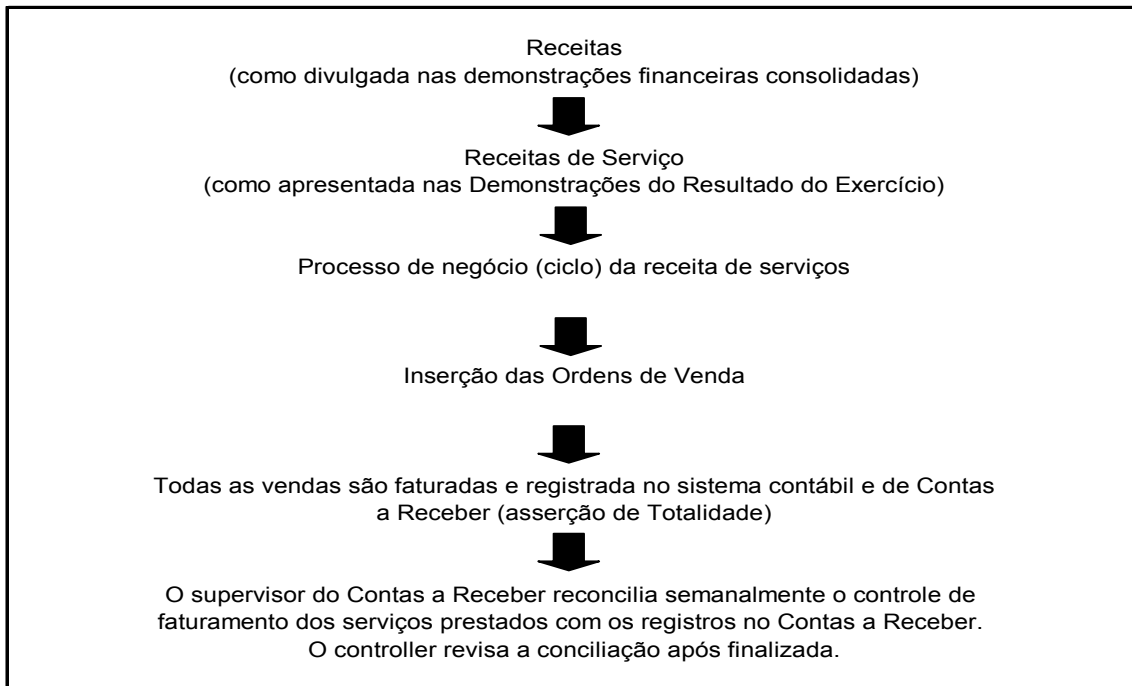 Receitas
(como divulgada nas demonstrações financeiras consolidadas)
Receitas de Serviço
(como apresentada nas Demonstrações do Resultado do Exercício)
Processo de negócio (ciclo) da receita de serviços
Inserção das Ordens de Venda
Todas as vendas são faturadas e registrada no sistema contábil e de Contas
a Receber (asserção de Totalidade)
O supervisor do Contas a Receber reconcilia semanalmente o controle de
faturamento dos serviços prestados com os registros no Contas a Receber.
O controller revisa a conciliação após finalizada.